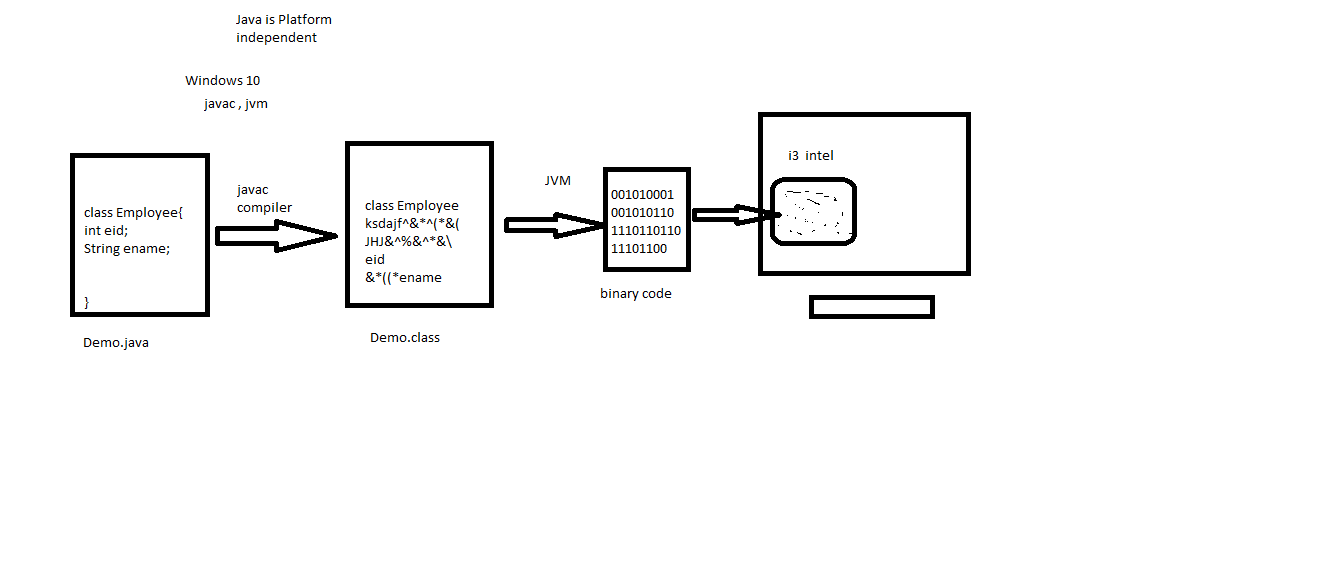 Java is Platform
independent
Windows 10
javac , jvm
class Employee{
int eid;
String ename;
}
Demo.java
javac
compiler
class Employee
ksdajf^&*^(*&(
JHJ&^%&^*&\
eid
&*((*ename
Demo.class
JVM
001010001
001010110
1110110110
11101100
binary code
i3 intel